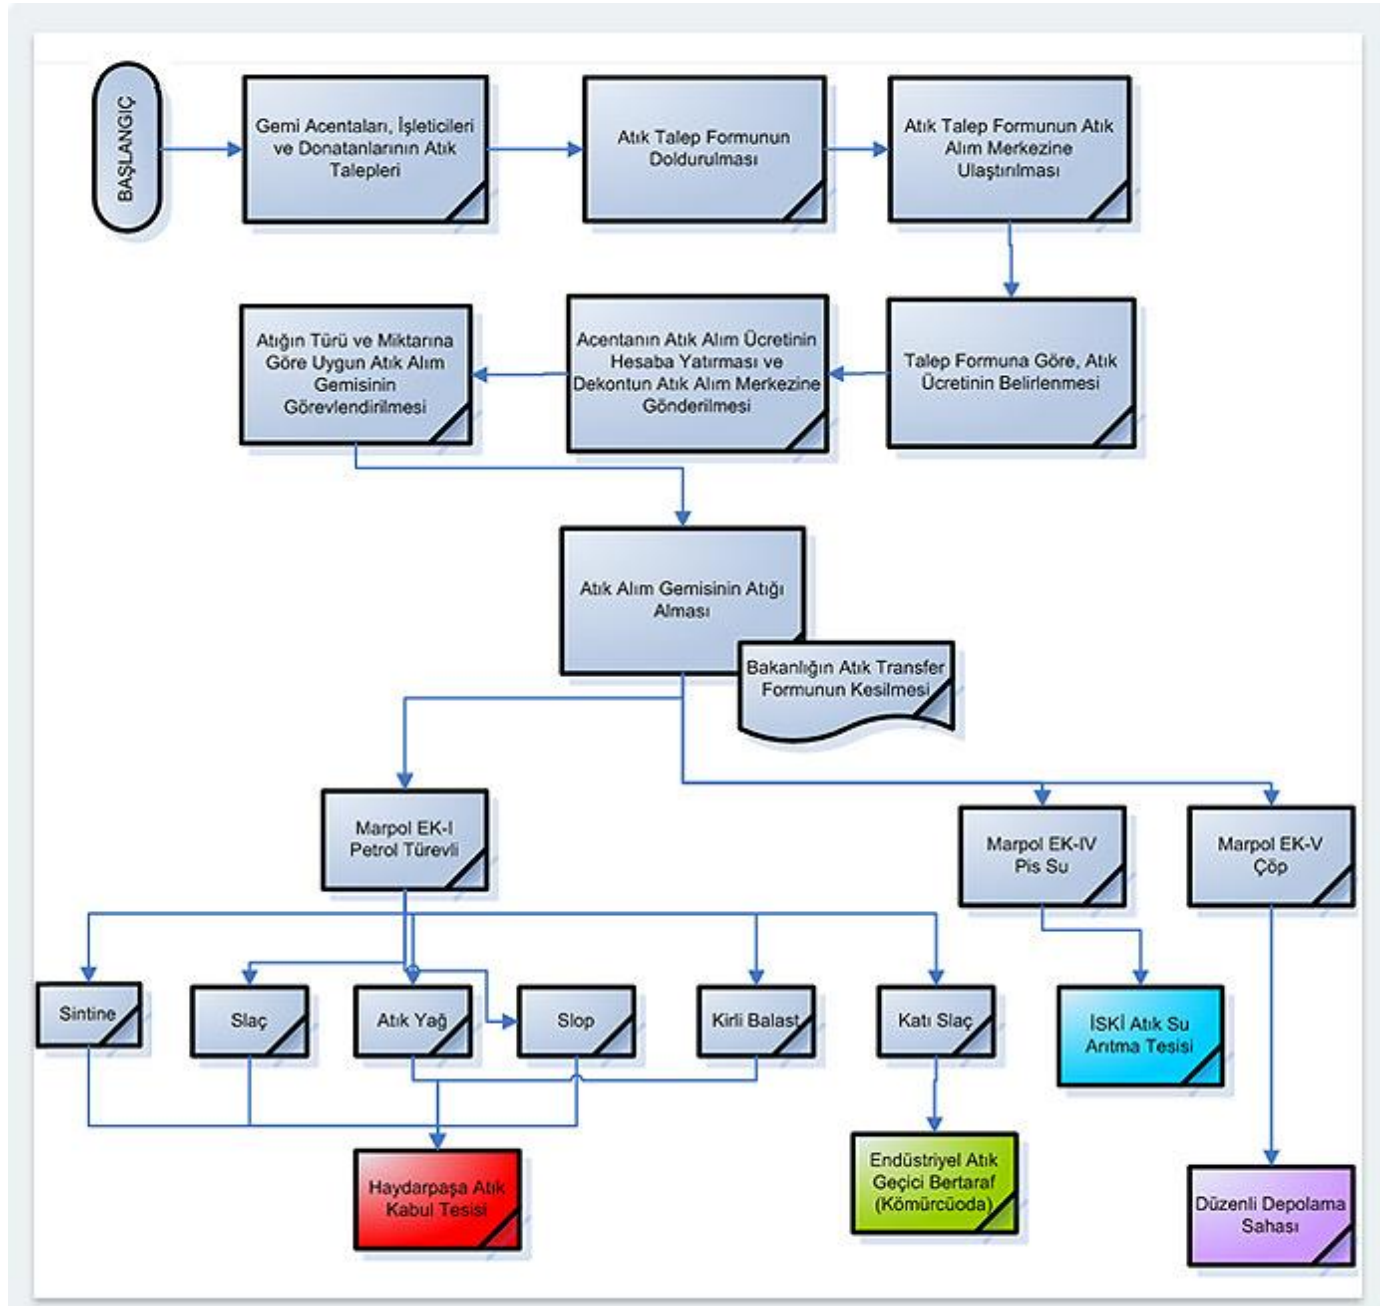 BAŞLANGIÇ
Gemi Acentaları, İşleticileri
ve Donatanlarının Atık
Talepleri
Atık Talep Formunun
Doldurulması
Atık Talep Formunun Atık
Alım Merkezine
Ulaştırılması
Talep Formuna Göre, Atık
Ücretinin Belirlenmesi
Acentanın Atık Alım Ücretinin
Hesaba Yatırması ve
Dekontun Atık Alım Merkezine
Gönderilmesi
Atığın Türü ve Miktarına
Göre Uygun Atık Alım
Gemisinin
Görevlendirilmesi
Atık Alım Gemisinin Atığı
Alması
Bakanlığın Atık Transfer
Formunun Kesilmesi
Marpol EK-I
Petrol Türevli
Marpol EK-IV
Pis Su
Marpol EK-V
Çöp
Sintine
Slaç
Atık Yağ
Slop
Kirli Balast
Katı Slaç
İSKİ Atık Su
Arıtma Tesisi
Haydarpaşa Atık
Kabul Tesisi
Endüstriyel Atık
Geçici Bertaraf
(Kömürcüoda)
Düzenli Depolama
Sahası